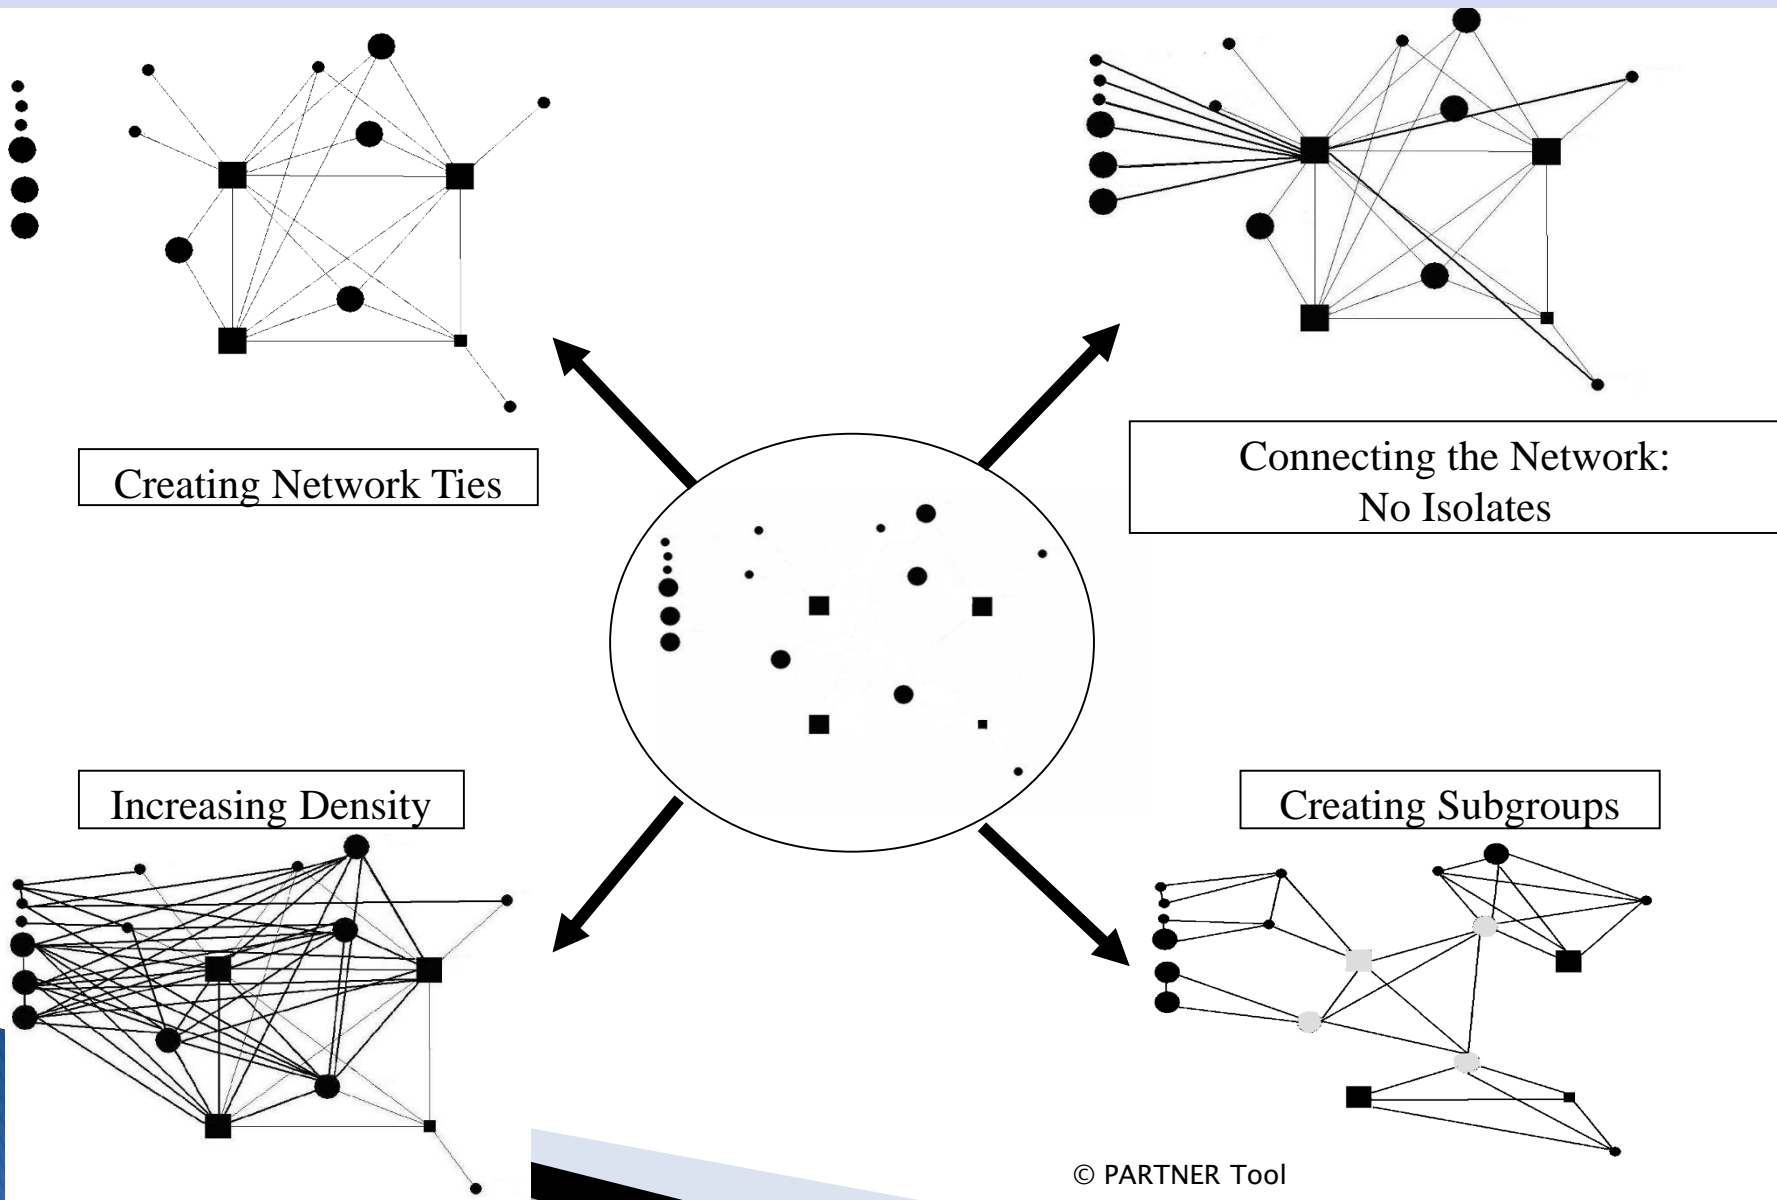 Creating Network Ties
Connecting the Network:
No Isolates
Increasing Density
Creating Subgroups
© PARTNER Tool